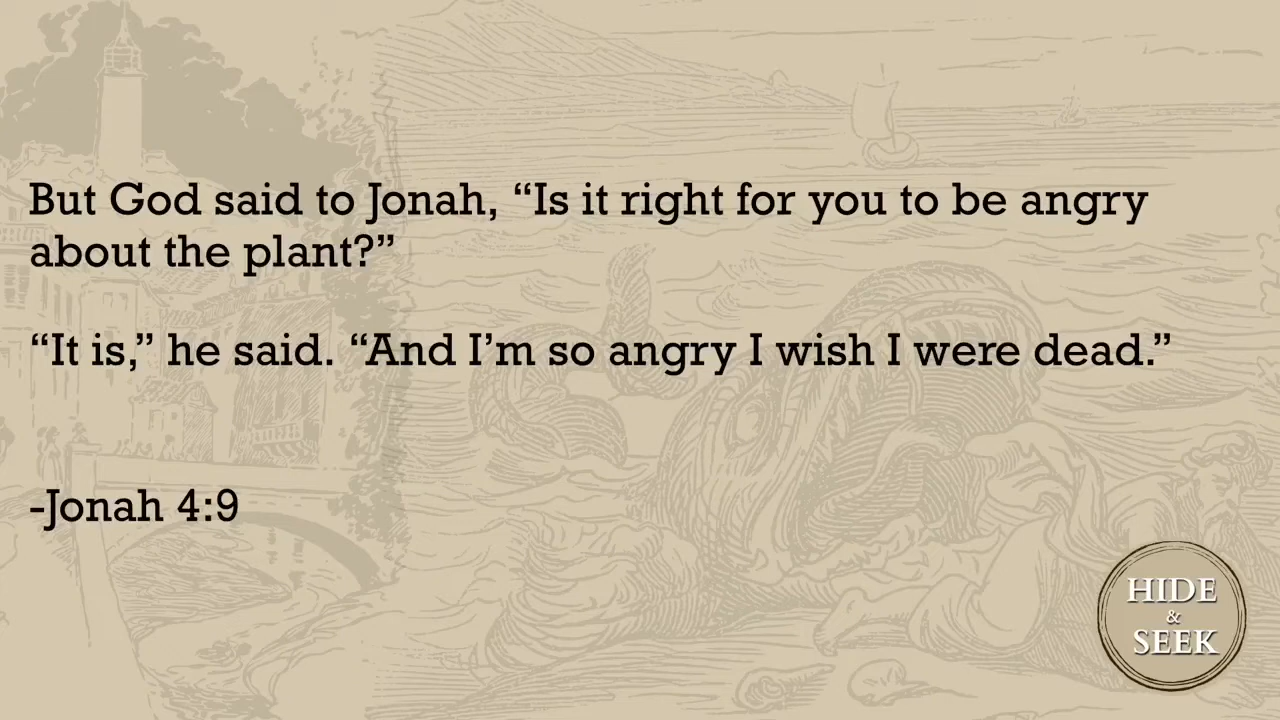 But God said to Jonah, “Is it right for you to be angry
about the plant?”
“It is,” he said. “And I’m so angry I wish I were dead.”
-Jonah 4:9
HIDE
&
SEEK